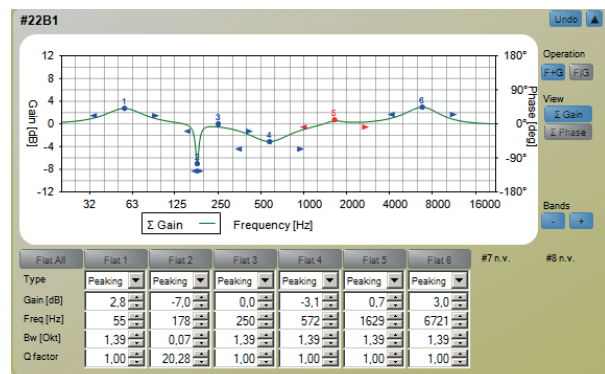 #22B1 Undo
12 180° Operation
8 F+G F|G
4 90° View
Gain [dB] 0 1 2 3 4 5 6 0° Phase [deg] Σ Gain
-4 Σ Phase
-8 -90°
-12 -180°
32 63 125 250 500 1000 2000 4000 8000 16000 Bands
Σ Gain Frequency [Hz] - +
Flat All Flat 1 Flat 2 Flat 3 Flat 4 Flat 5 Flat 6 #7 n.v. #8 n.v.
Type Peaking Peaking Peaking Peaking Peaking Peaking
Gain [dB] 2,8 -7,0 0,0 -3,1 0,7 3,0
Freq [Hz] 55 178 250 572 1629 6721
Bw [Okt] 1,39 0,07 1,39 1,39 1,39 1,39
Q factor 1,00 20,28 1,00 1,00 1,00 1,00